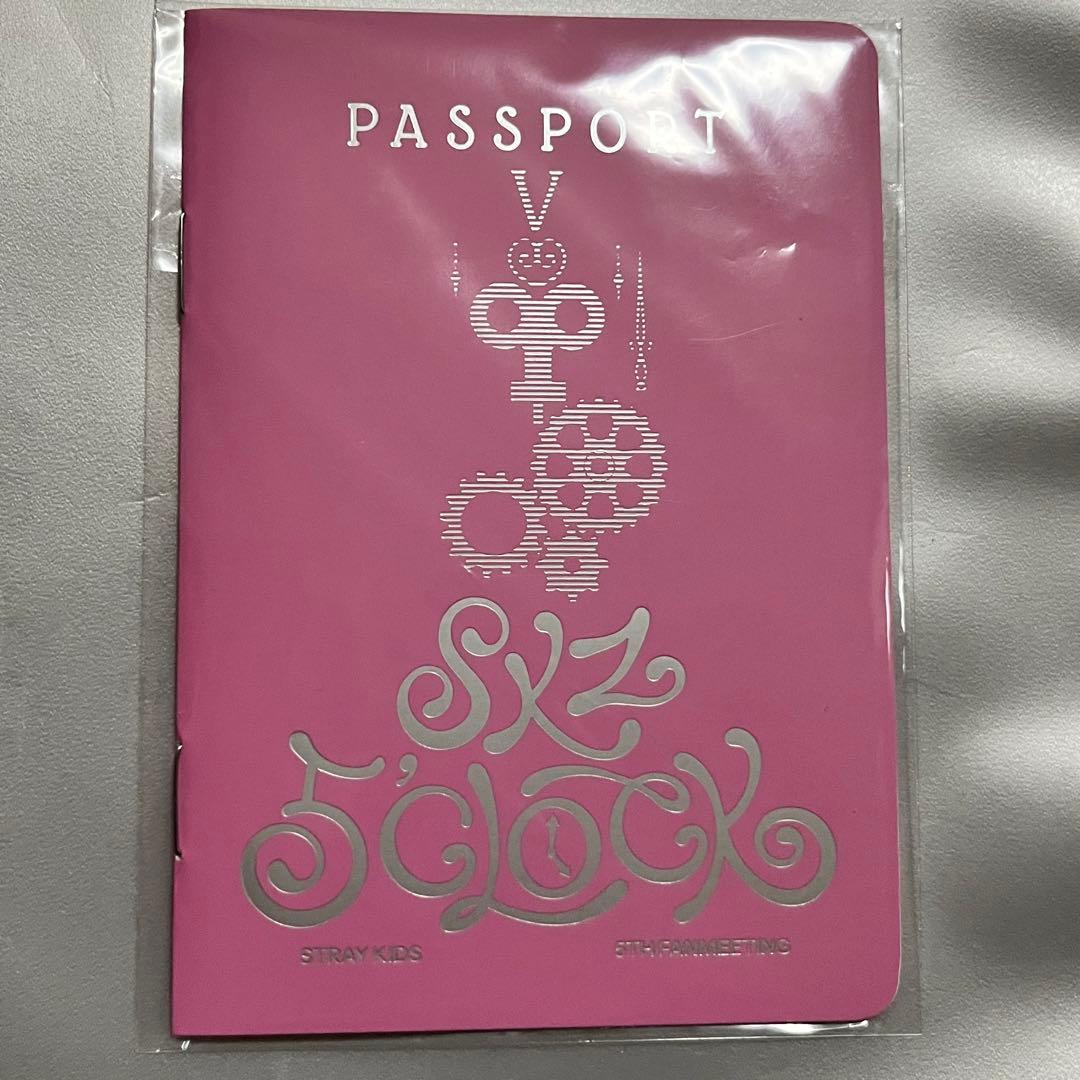 PASSPORT
SKZ
5'CLOCK
STRAY KIDS 5TH FANMEETING